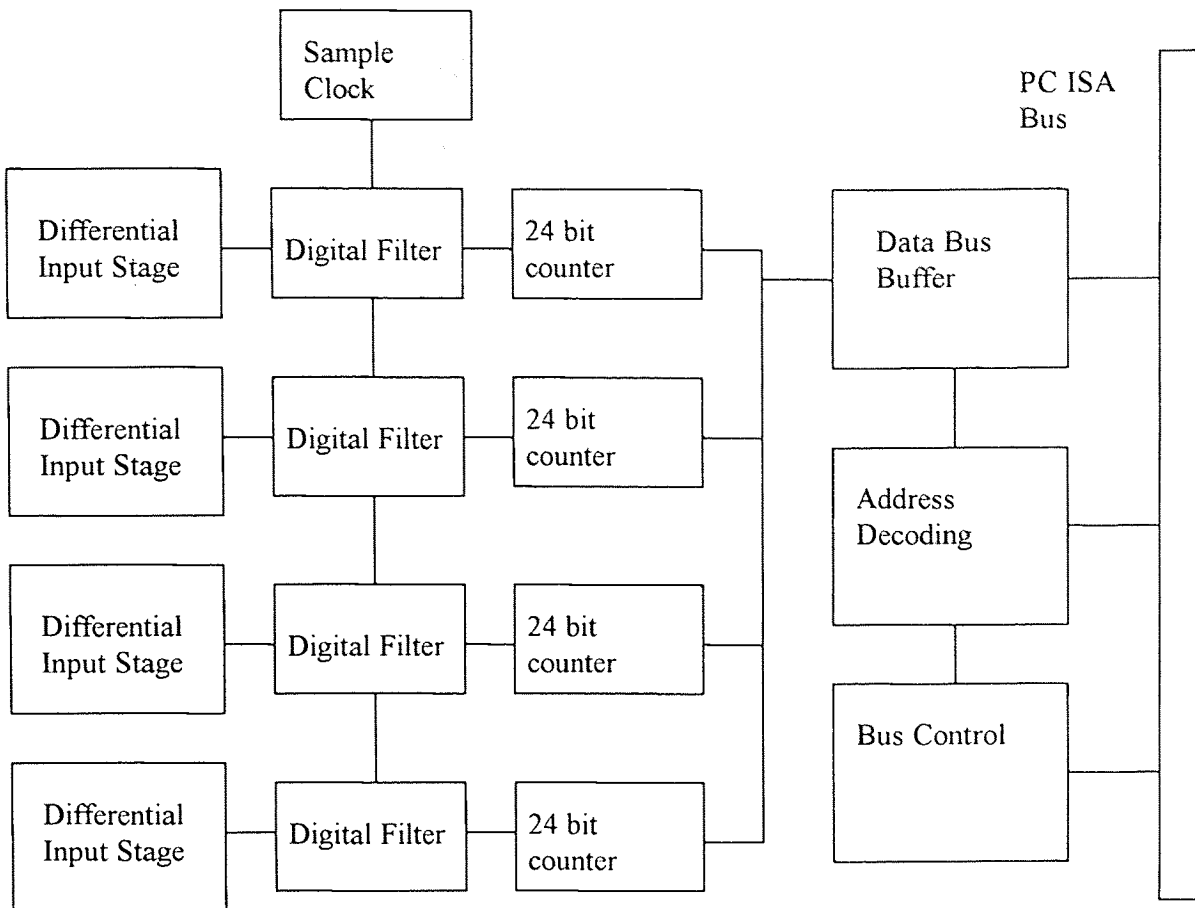 Sample
Clock
PC ISA
Bus
Differential
Input Stage
Digital Filter
24 bit
counter
Data Bus
Buffer
Differential
Input Stage
Digital Filter
24 bit
counter
Address
Decoding
Differential
Input Stage
Digital Filter
24 bit
counter
Bus Control
Differential
Input Stage
Digital Filter
24 bit
counter